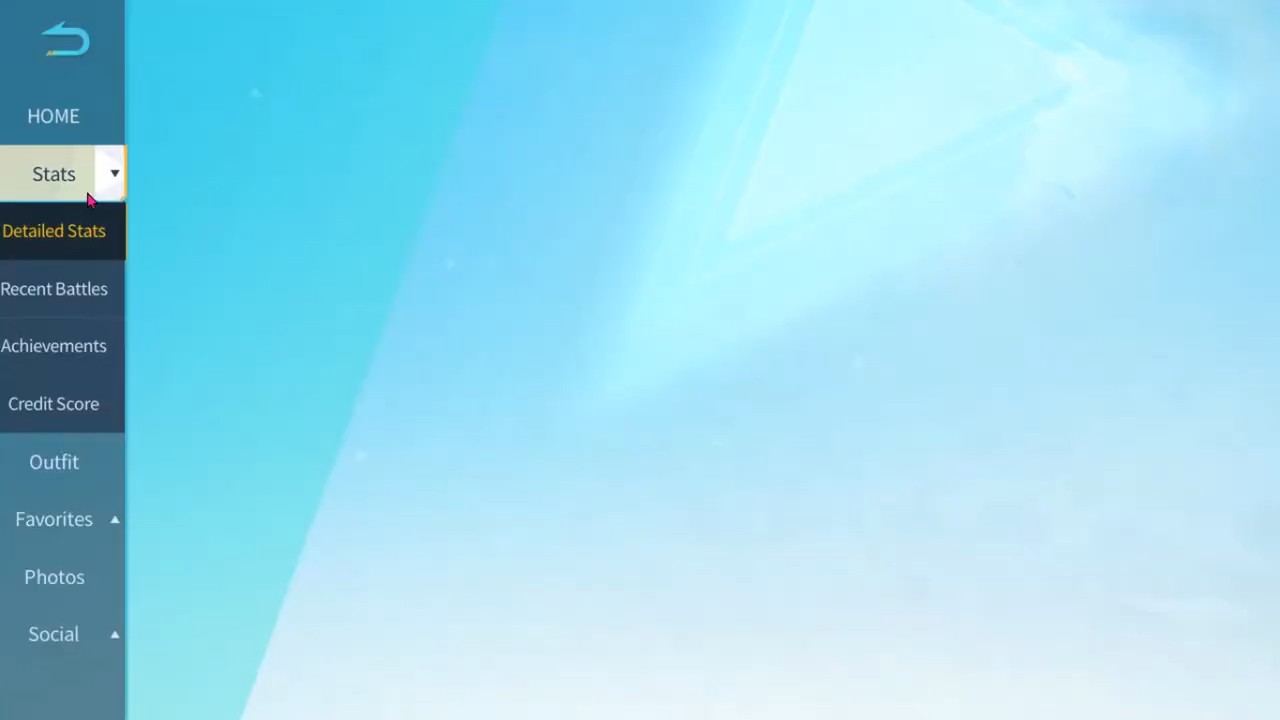 HOME
Stats
Detailed Stats
Recent Battles
Achievements
Credit Score
Outfit
Favorites
Photos
Social